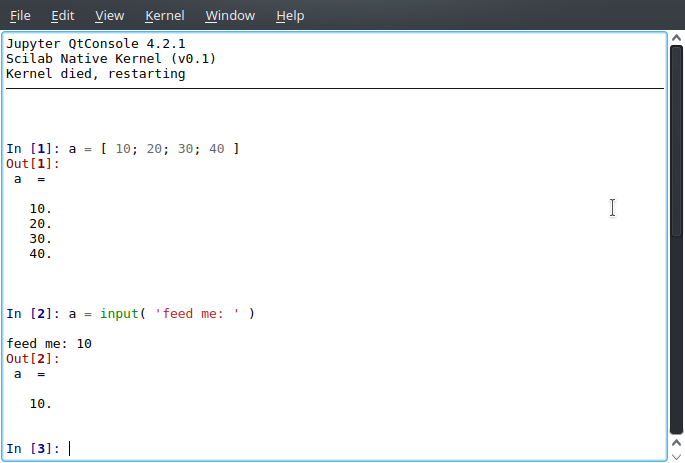 File Edit View Kernel Window Help
Jupyter QtConsole 4.2.1
Scilab Native Kernel (v0.1)
Kernel died, restarting
In [1]: a = [ 10; 20; 30; 40 ]
Out[1]:
a  =
10.
20.
30.
40.
In [2]: a = input( 'feed me: ' )
feed me: 10
Out[2]:
a  =
10.
In [3]: